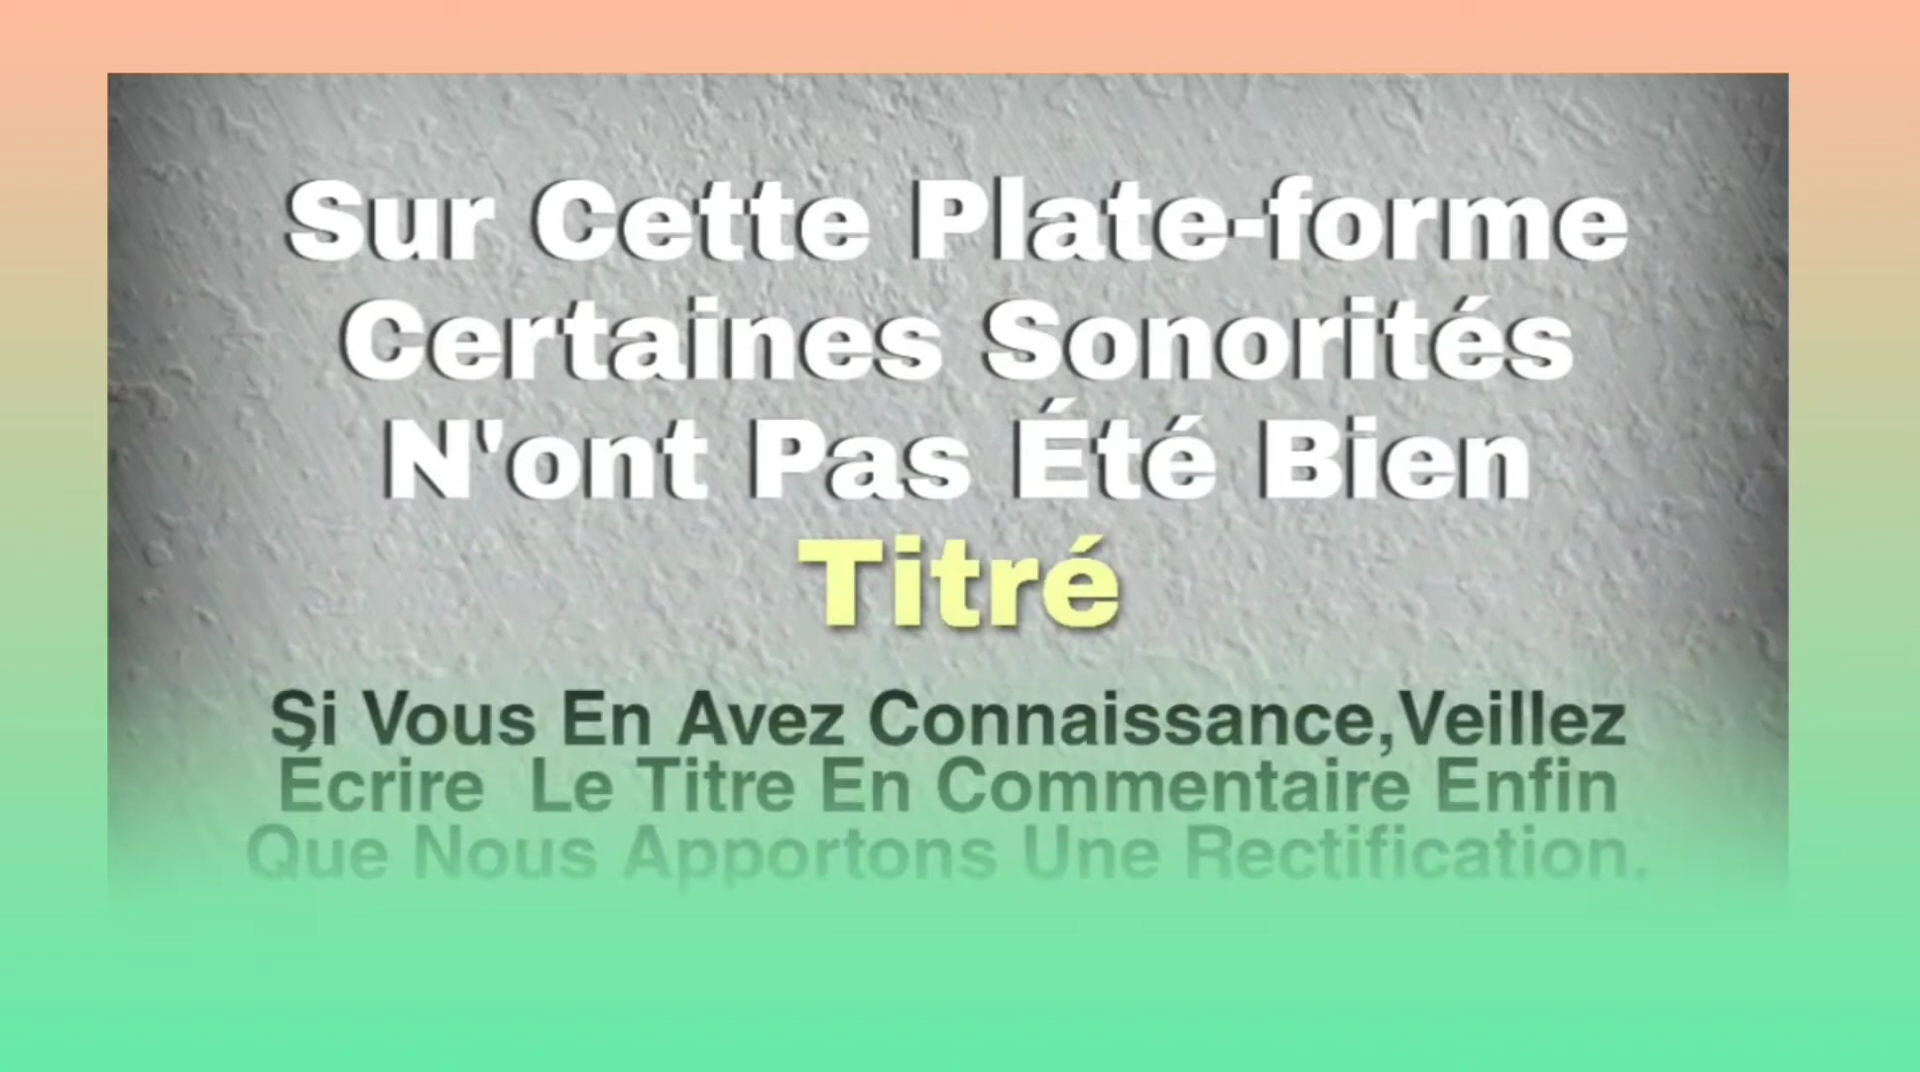 Sur Cette Plate-forme
Certaines Sonorités
N'ont Pas Été Bien
Titré
Si Vous En Avez Connaissance,Veillez
Écrire Le Titre En Commentaire Enfin
Que Nous Apportons Une Rectification.